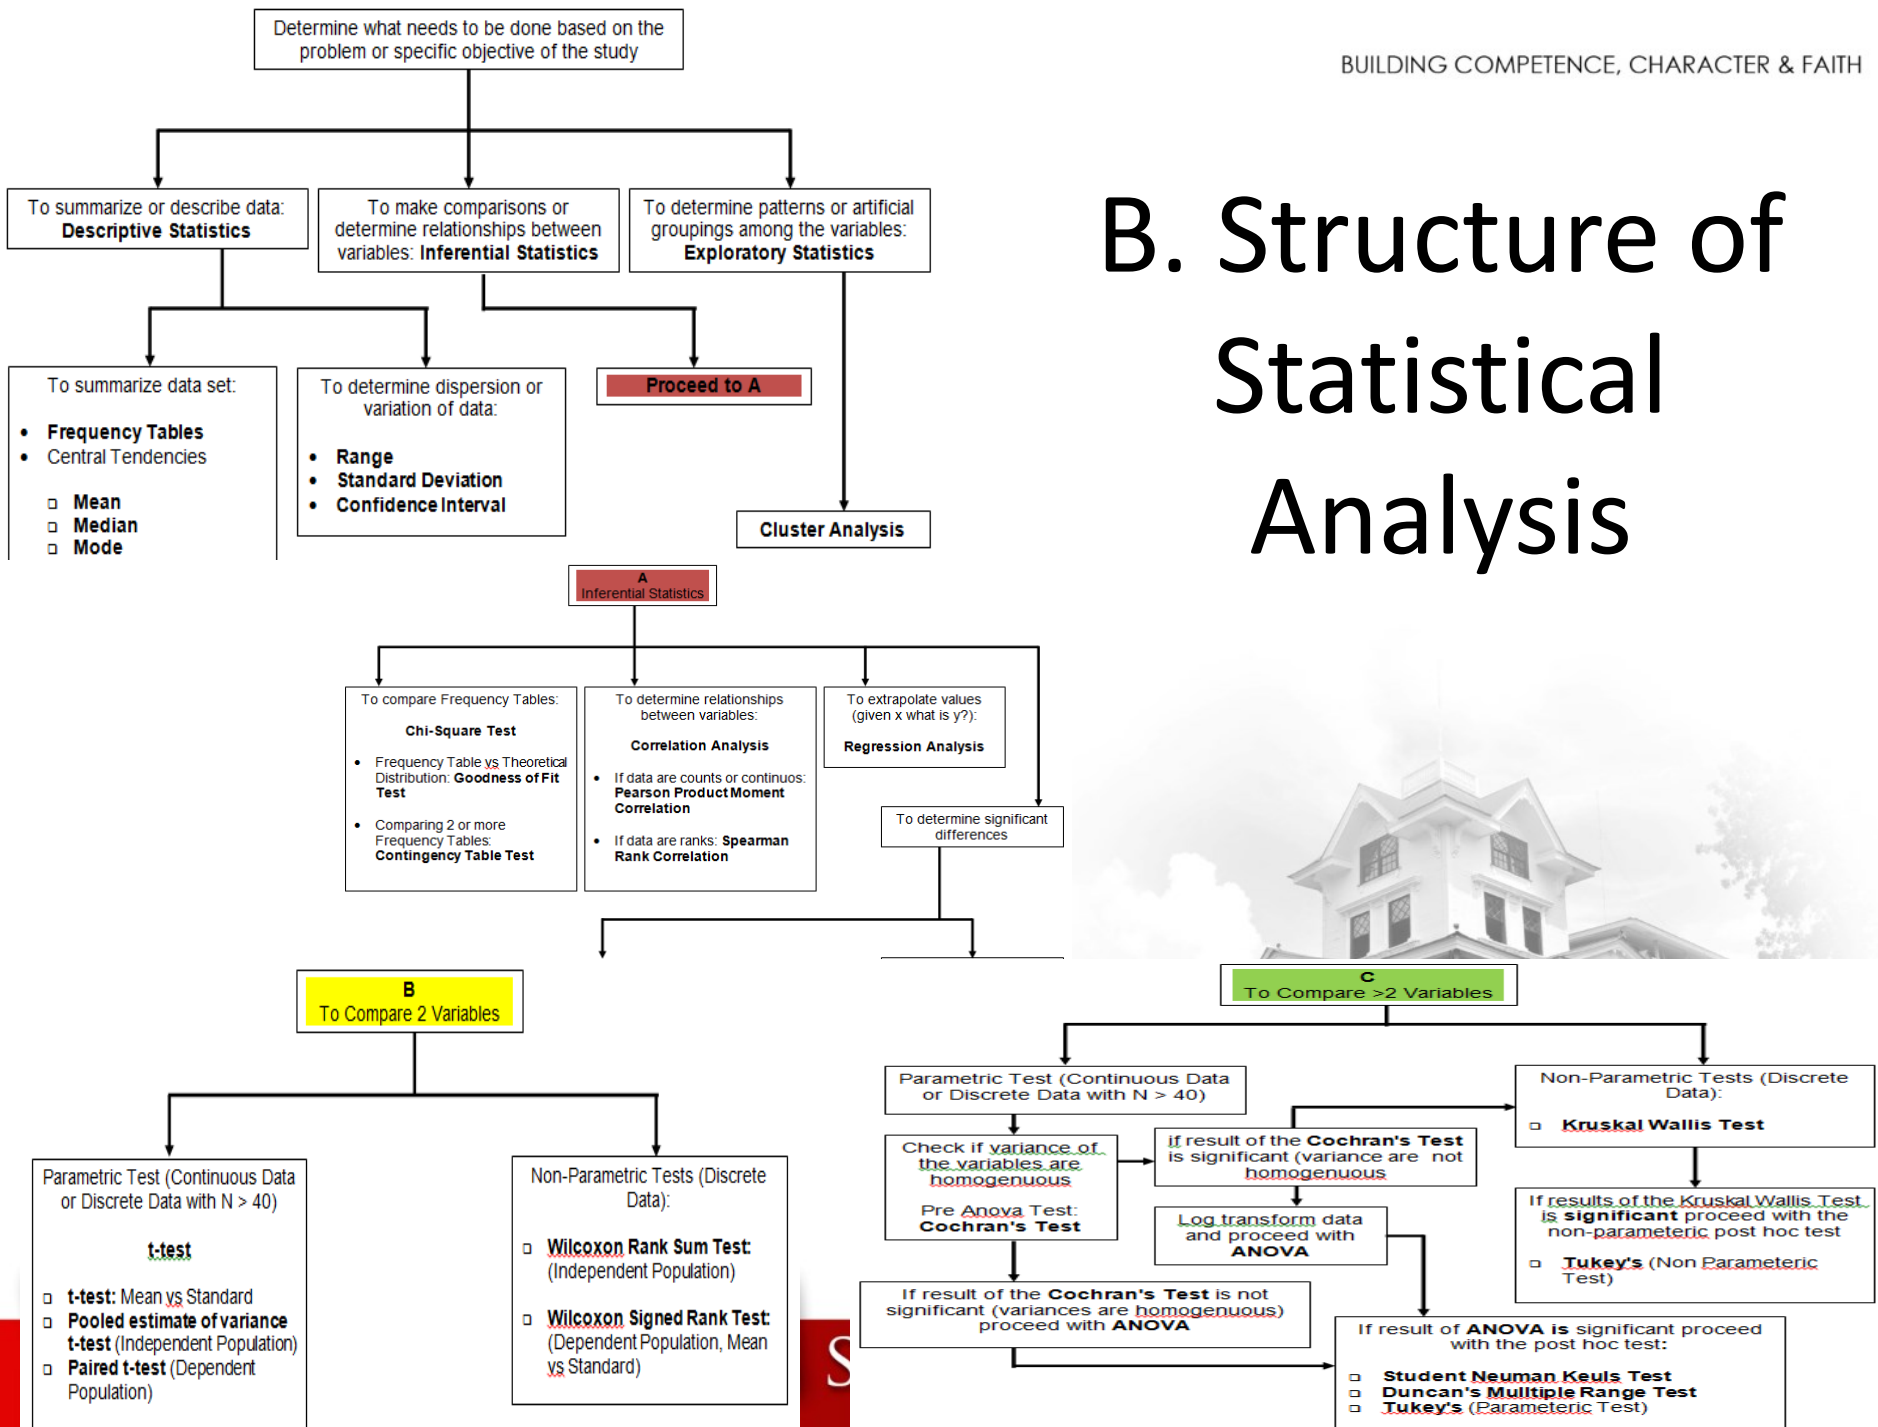 Determine what needs to be done based on the
problem or specific objective of the study
BUILDING COMPETENCE, CHARACTER & FAITH
B. Structure of
Statistical
Analysis
To summarize or describe data:
Descriptive Statistics
To make comparisons or
determine relationships between
variables: Inferential Statistics
To determine patterns or artificial
groupings among the variables:
Exploratory Statistics
To summarize data set:
Frequency Tables
Central Tendencies
Mean
Median
Mode
To determine dispersion or
variation of data:
Range
Standard Deviation
Confidence Interval
Proceed to A
Cluster Analysis
A
Inferential Statistics
To compare Frequency Tables:
Chi-Square Test
Frequency Table vs Theoretical
Distribution: Goodness of Fit
Test
Comparing 2 or more
Frequency Tables:
Contingency Table Test
To determine relationships
between variables:
Correlation Analysis
If data are counts or continuos:
Pearson Product Moment
Correlation
If data are ranks: Spearman
Rank Correlation
To extrapolate values
(given x what is y?):
Regression Analysis
To determine significant
differences
B
To Compare 2 Variables
Parametric Test (Continuous Data
or Discrete Data with N > 40)
t-test
t-test: Mean vs Standard
Pooled estimate of variance
t-test (Independent Population)
Paired t-test (Dependent
Population)
Non-Parametric Tests (Discrete
Data):
Wilcoxon Rank Sum Test:
(Independent Population)
Wilcoxon Signed Rank Test:
(Dependent Population, Mean
vs Standard)
S
C
To Compare >2 Variables
Parametric Test (Continuous Data
or Discrete Data with N > 40)
Check if variance of
the variables are
homogenuous
Pre Anova Test:
Cochran's Test
if result of the Cochran's Test
is significant (variance are not
homogenuous
Log transform data
and proceed with
ANOVA
If result of the Cochran's Test is not
significant (variances are homogenuous)
proceed with ANOVA
Non-Parametric Tests (Discrete
Data):
Kruskal Wallis Test
If results of the Kruskal Wallis Test
is significant proceed with the
non-parameteric post hoc test
Tukey's (Non Parameteric
Test)
If result of ANOVA is significant proceed
with the post hoc test:
Student Neuman Keuls Test
Duncan's Mulltiple Range Test
Tukey's (Parameteric Test)